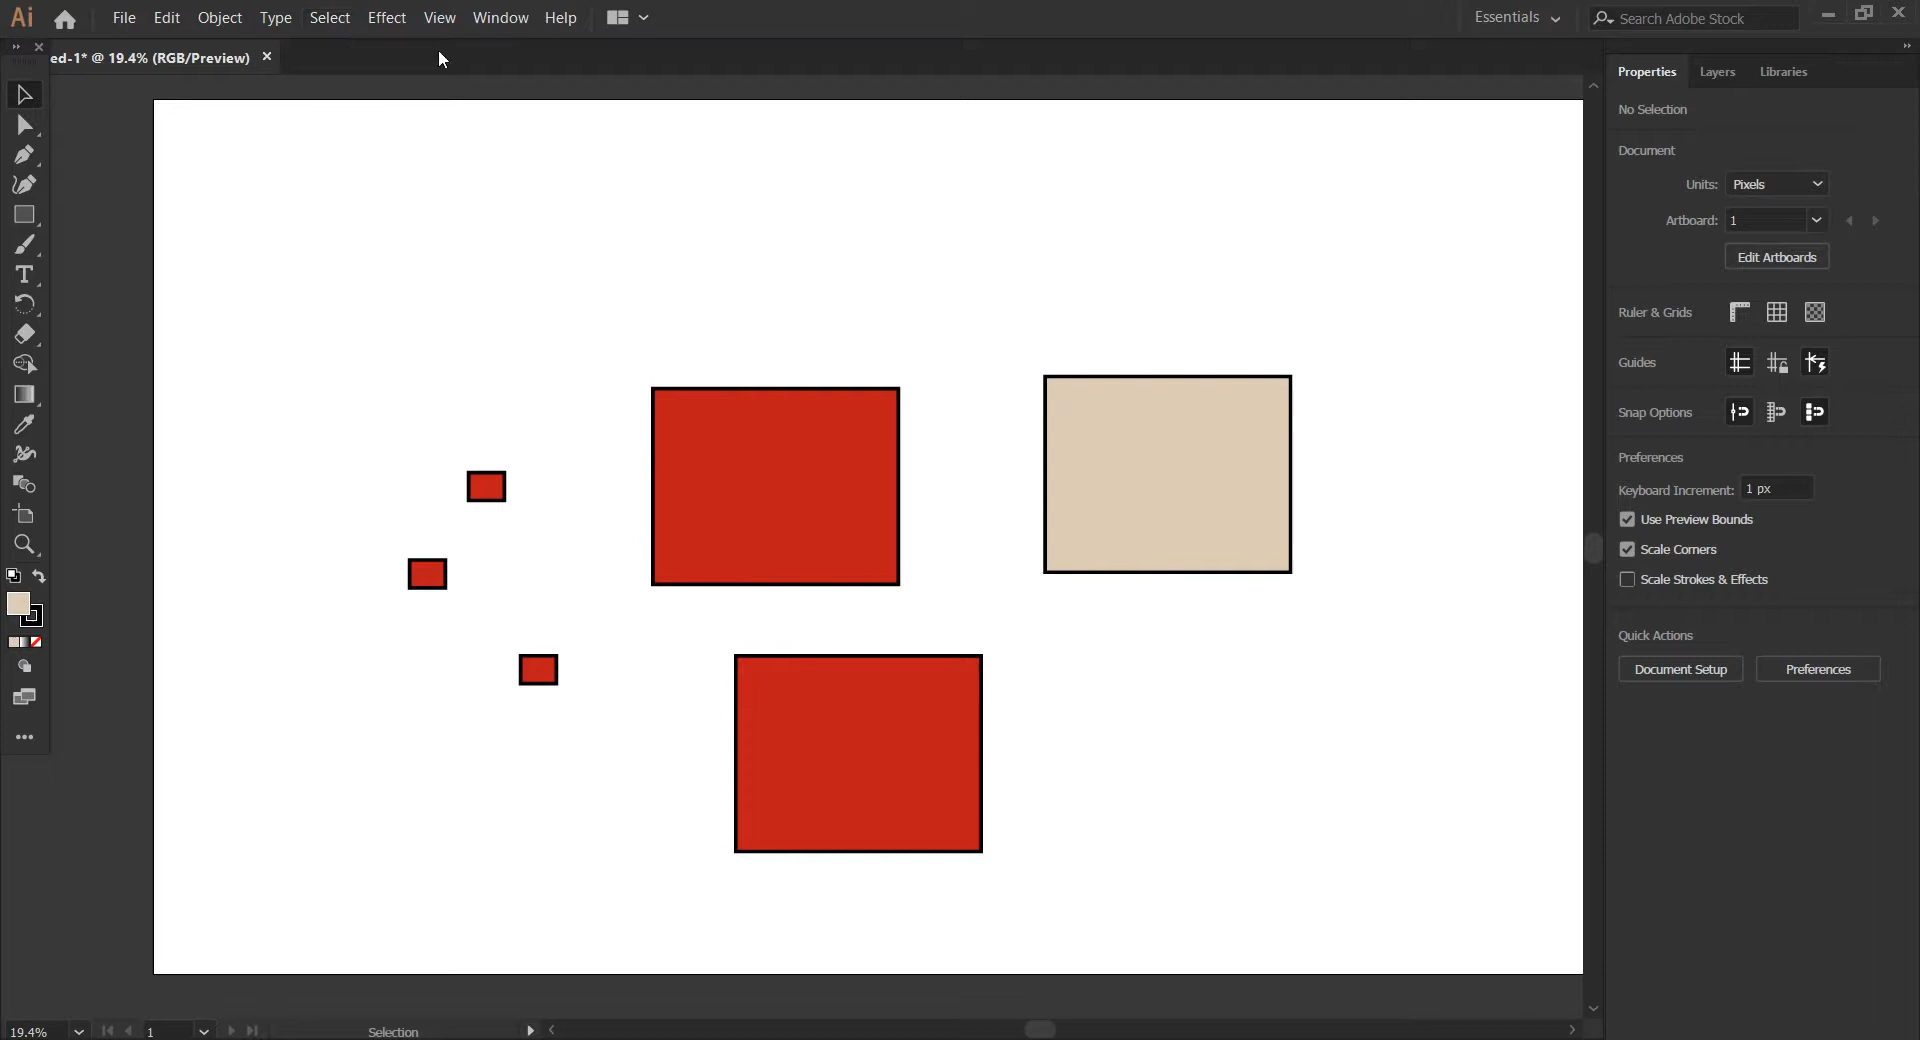 Ai File Edit Object Type Select Effect View Window Help Essentials Search Adobe Stock
ed-1* @ 19.4% (RGB/Preview)
Properties Layers Libraries
No Selection
Document
Units: Pixels
Artboard: 1
Edit Artboards
Ruler & Grids
Guides
Snap Options
Preferences
Keyboard Increment: 1 px
Use Preview Bounds
Scale Corners
Scale Strokes & Effects
Quick Actions
Document Setup Preferences
19.4% 1 Selection